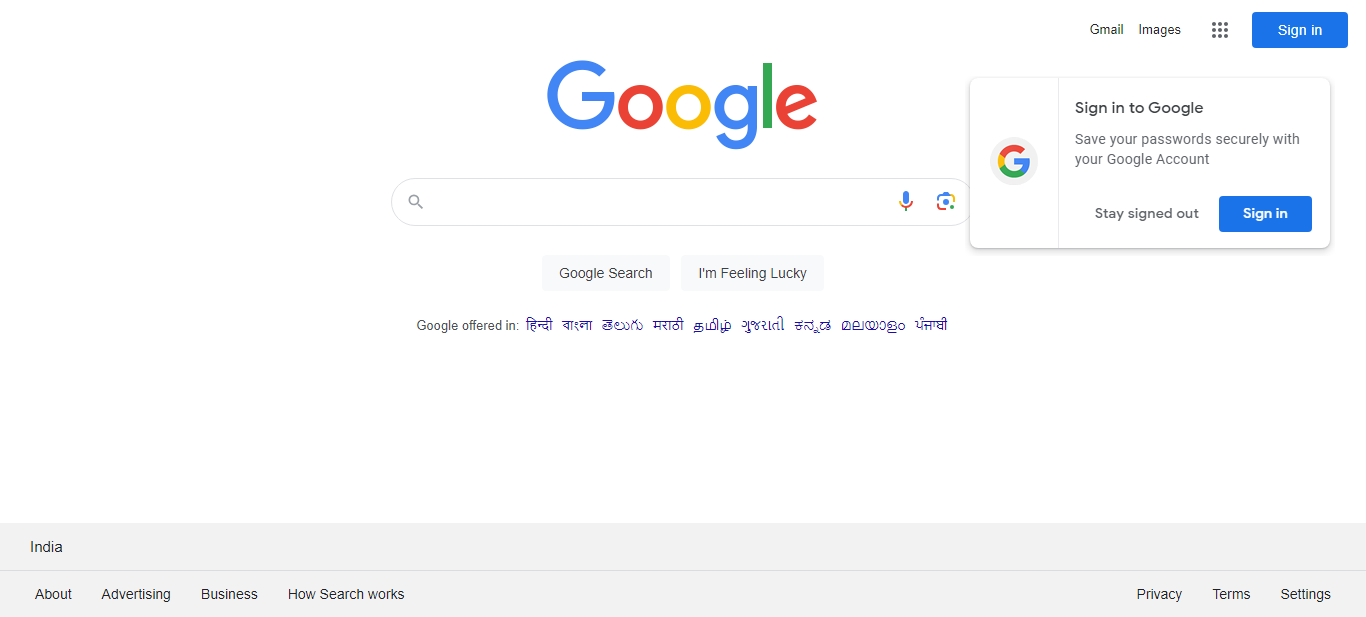 Gmail Images Sign in
Google
Sign in to Google
Save your passwords securely with
your Google Account
Stay signed out Sign in
Google Search I'm Feeling Lucky
Google offered in: हिन्दी বাংলা తెలుగు मराठी தமிழ் ગુજરાતી ಕನ್ನಡ മലയാളം ਪੰਜਾਬੀ
India
About Advertising Business How Search works Privacy Terms Settings